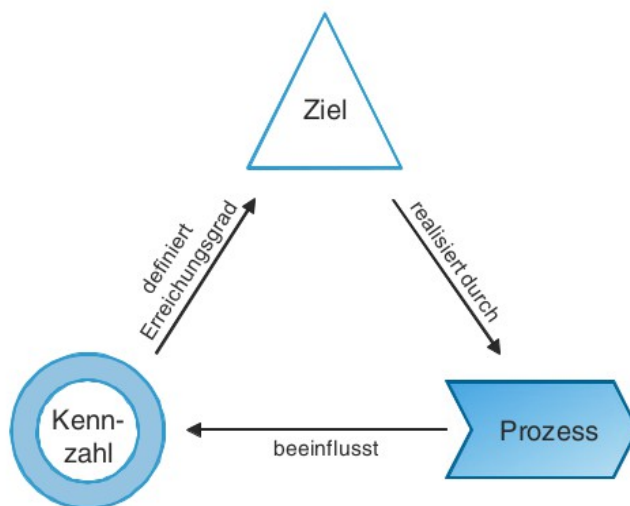 Ziel
definiert
Erreichungsgrad
realisiert durch
Kenn-
zahl
beeinflusst
Prozess